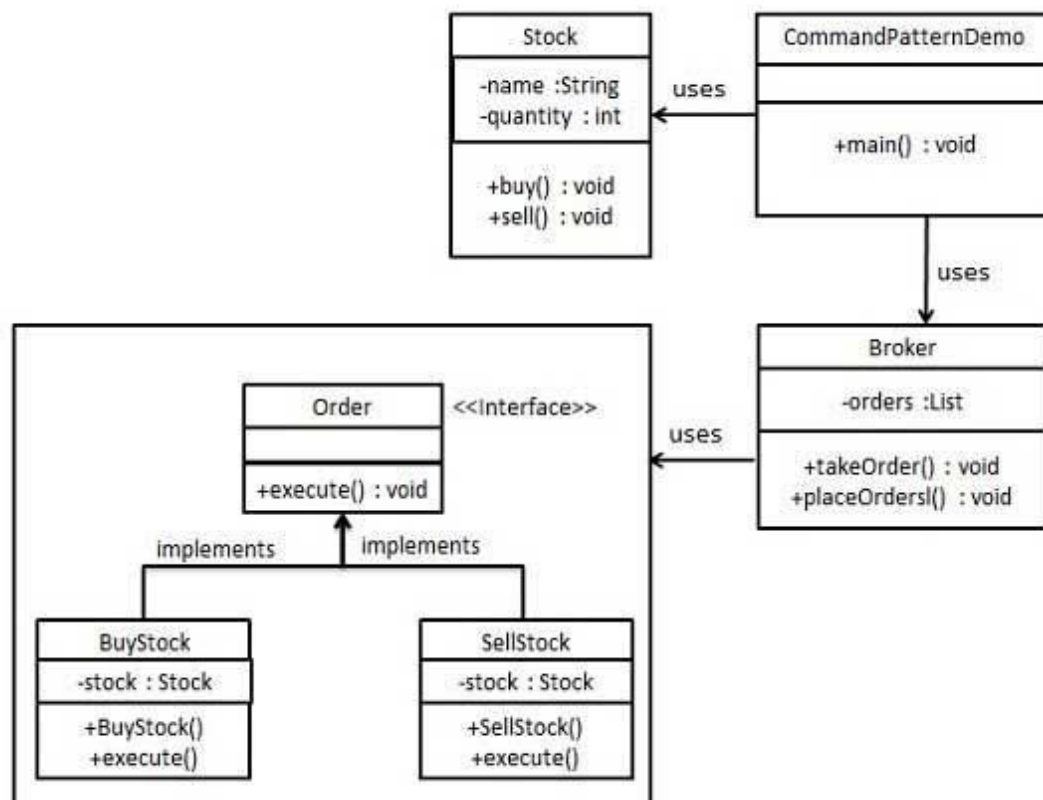 Stock
-name :String
-quantity : int
+buy() : void
+sell() : void
uses
CommandPatternDemo
+main() : void
uses
Broker
-orders :List
+takeOrder() : void
+placeOrdersl() : void
uses
Order
<<Interface>>
+execute() : void
implements
implements
BuyStock
-stock : Stock
+BuyStock()
+execute()
SellStock
-stock : Stock
+SellStock()
+execute()